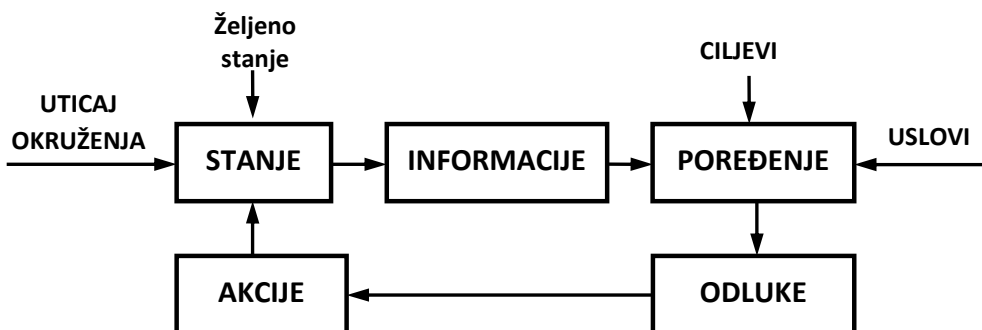 Željeno
stanje
CILJEVI
UTICAJ
OKRUŽENJA
USLOVI
STANJE
INFORMACIJE
POREĐENJE
AKCIJE
ODLUKE